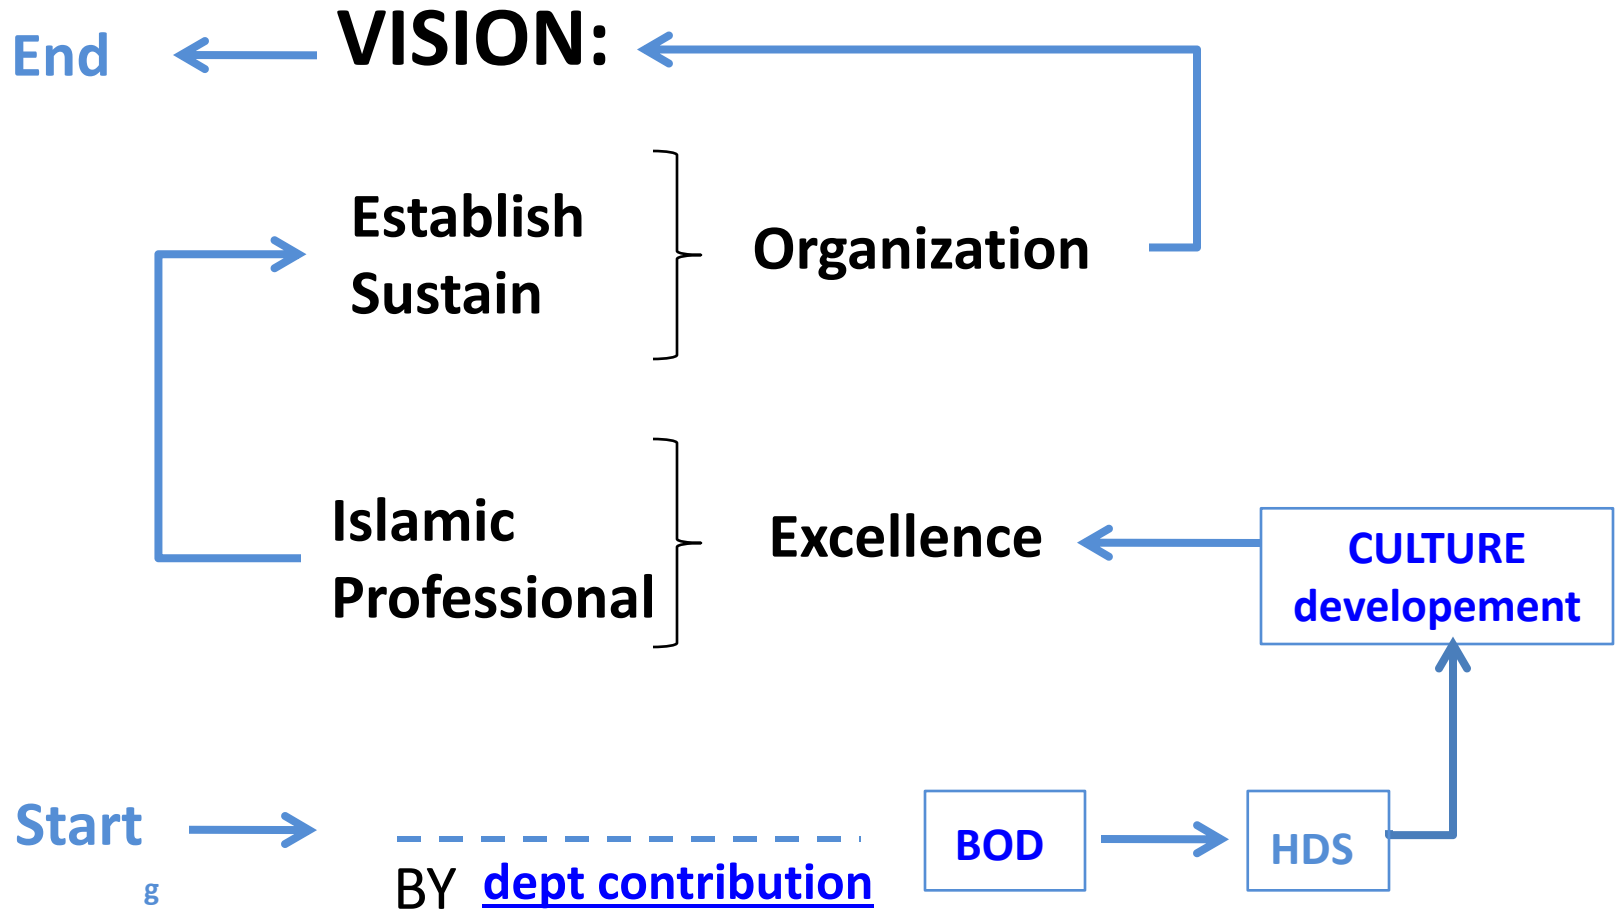 End
VISION:
Establish
Sustain
Organization
Islamic
Professional
Excellence
CULTURE
developement
Start
BOD
HDS
BY dept contribution
g